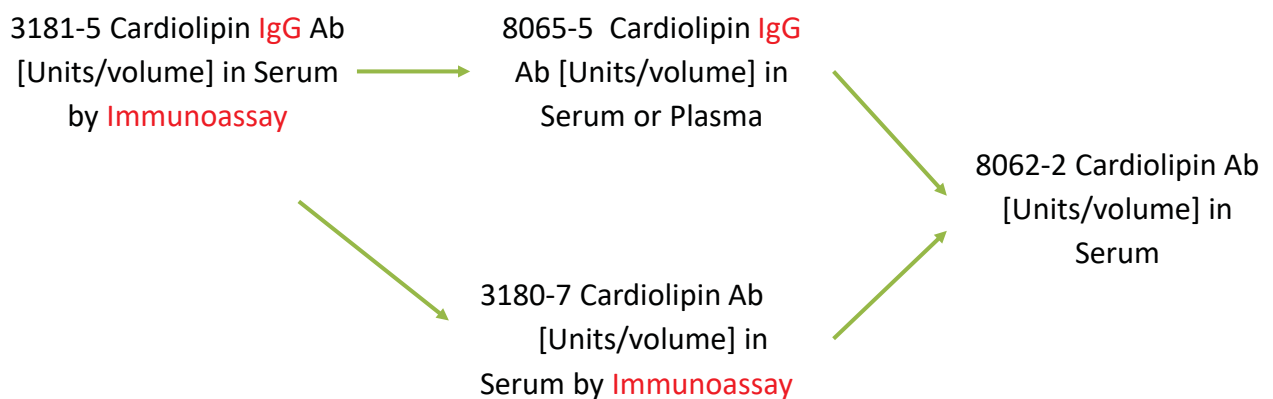 3181-5 Cardiolipin IgG Ab
[Units/volume] in Serum
by Immunoassay
8065-5  Cardiolipin IgG
Ab [Units/volume] in
Serum or Plasma
8062-2 Cardiolipin Ab
[Units/volume] in
Serum
3180-7 Cardiolipin Ab
[Units/volume] in
Serum by Immunoassay